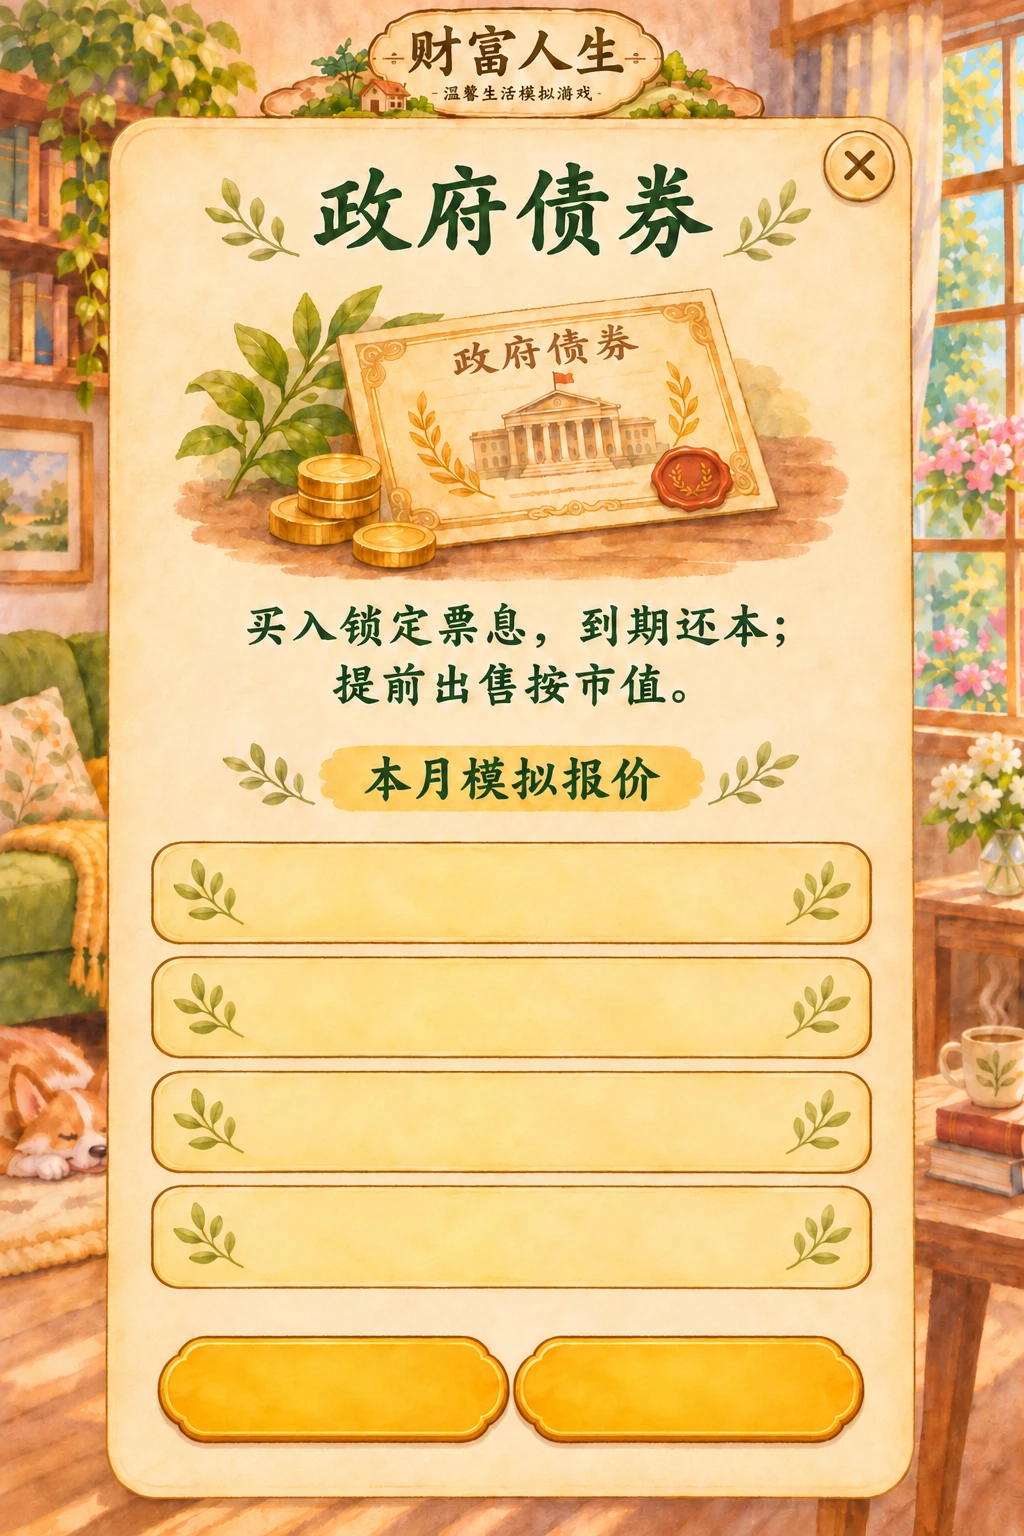 财富人生
- 温馨生活模拟游戏 -
政府债券
政府债券
买入锁定票息，到期还本；
提前出售按市值。
本月模拟报价